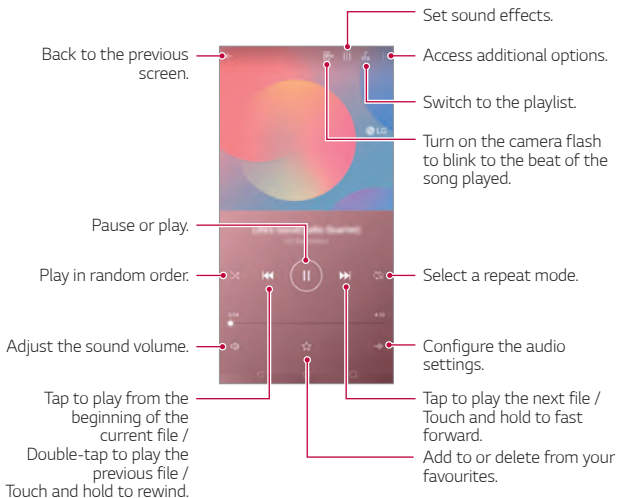 Set sound effects.
Back to the previous
screen.
Access additional options.
Switch to the playlist.
LG
Turn on the camera flash
to blink to the beat of the
song played.
Pause or play.
Play in random order.
Select a repeat mode.
0:04
4:10
Adjust the sound volume.
Configure the audio
settings.
Tap to play from the
beginning of the
current file /
Double-tap to play the
previous file /
Touch and hold to rewind.
Tap to play the next file /
Touch and hold to fast
forward.
Add to or delete from your
favourites.